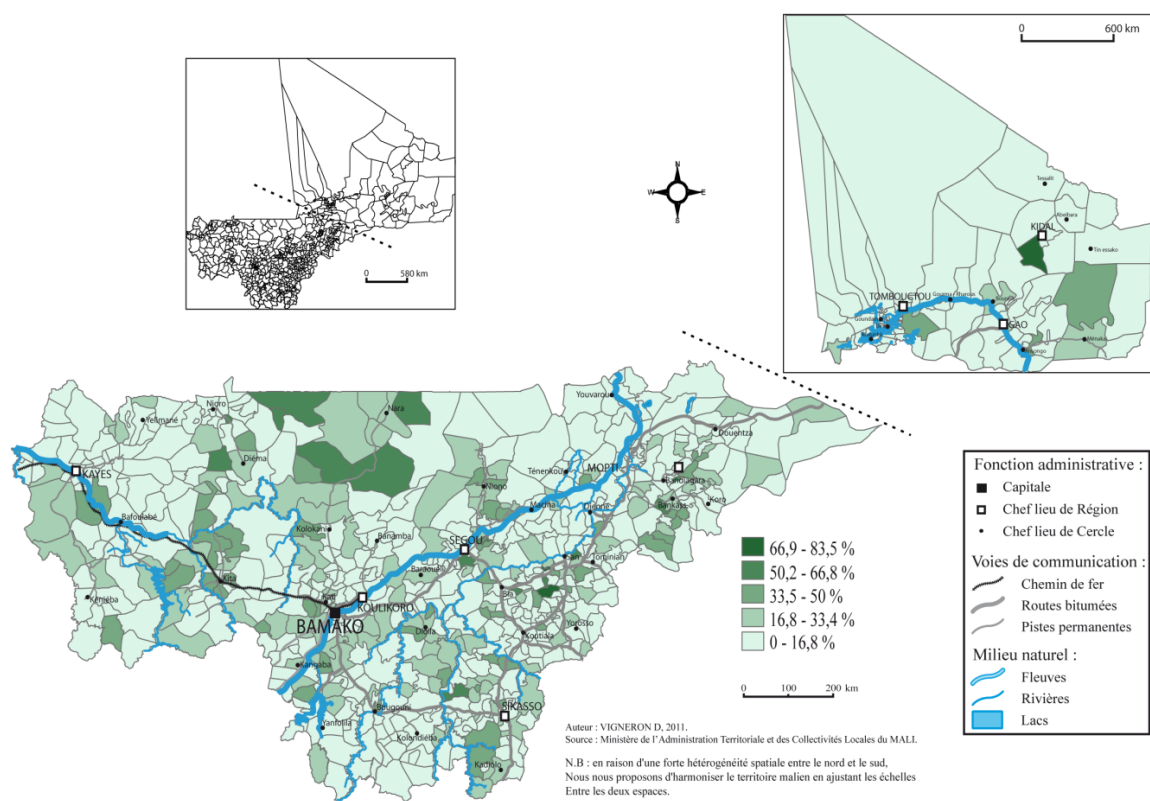 0 600 km
N
W E
S
0 580 km
Tessalit
Abeibara
KIDAL
Tin essako
TOMBOUCTOU
GAO
Ménaka
Youvarou
Nioro
Yélimané
Nara
Douentza
Diéma
Ténenkou
MOPTI
KAYES
Bandiagara
Niono
Koro
Bankass
Macina
Djenné
Bafoulabé
Kolokani
Banamba
SEGOU
San
Tominian
Baraouéli
Kita
Kéniéba
Kati
Bla
KOULIKORO
BAMAKO
Yorosso
Dioïla
Koutiala
Kangaba
Bougouni
SIKASSO
Yanfolila
Kolondiéba
Kadiolo
66,9 - 83,5 %
50,2 - 66,8 %
33,5 - 50 %
16,8 - 33,4 %
0 - 16,8 %
0 100 200 km
Fonction administrative :
Capitale
Chef lieu de Région
Chef lieu de Cercle
Voies de communication :
Chemin de fer
Routes bitumées
Pistes permanentes
Milieu naturel :
Fleuves
Rivières
Lacs
Auteur : VIGNERON D, 2011.
Source : Ministère de l'Administration Territoriale et des Collectivités Locales du MALI.
N.B : en raison d'une forte hétérogénéité spatiale entre le nord et le sud,
Nous nous proposons d'harmoniser le territoire malien en ajustant les échelles
Entre les deux espaces.